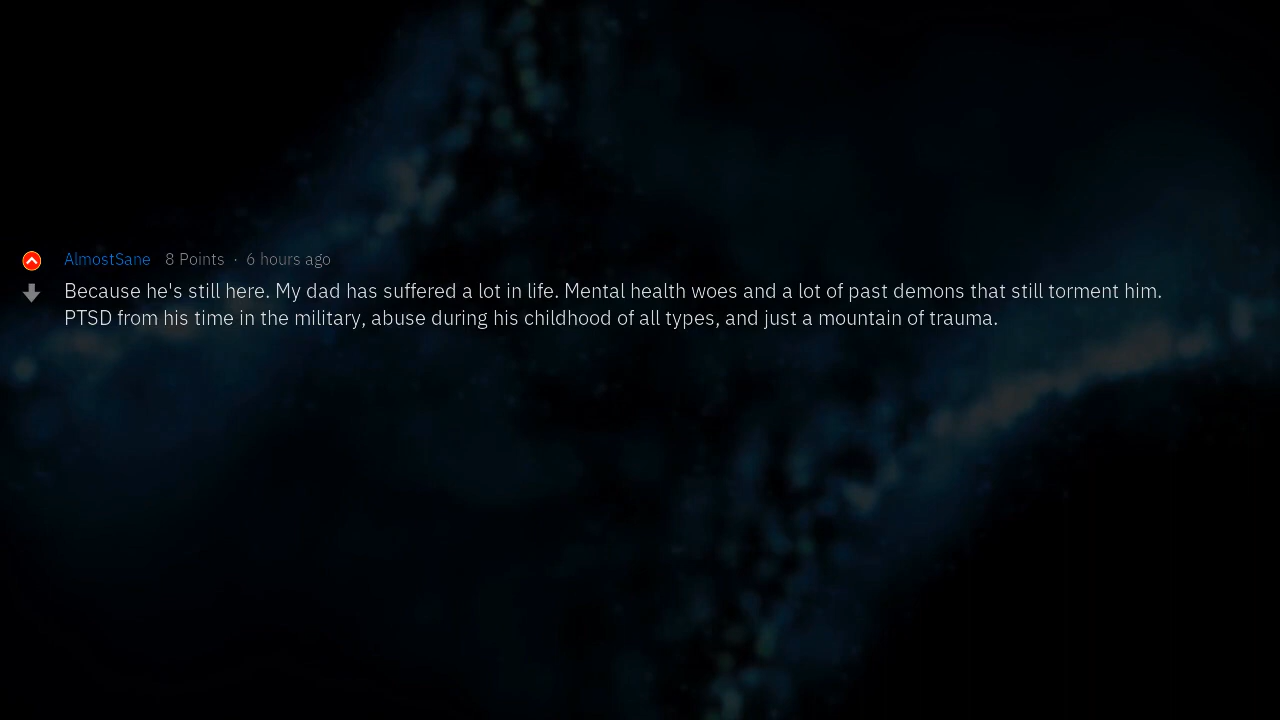 AlmostSane 8 Points · 6 hours ago
Because he's still here. My dad has suffered a lot in life. Mental health woes and a lot of past demons that still torment him.
PTSD from his time in the military, abuse during his childhood of all types, and just a mountain of trauma.